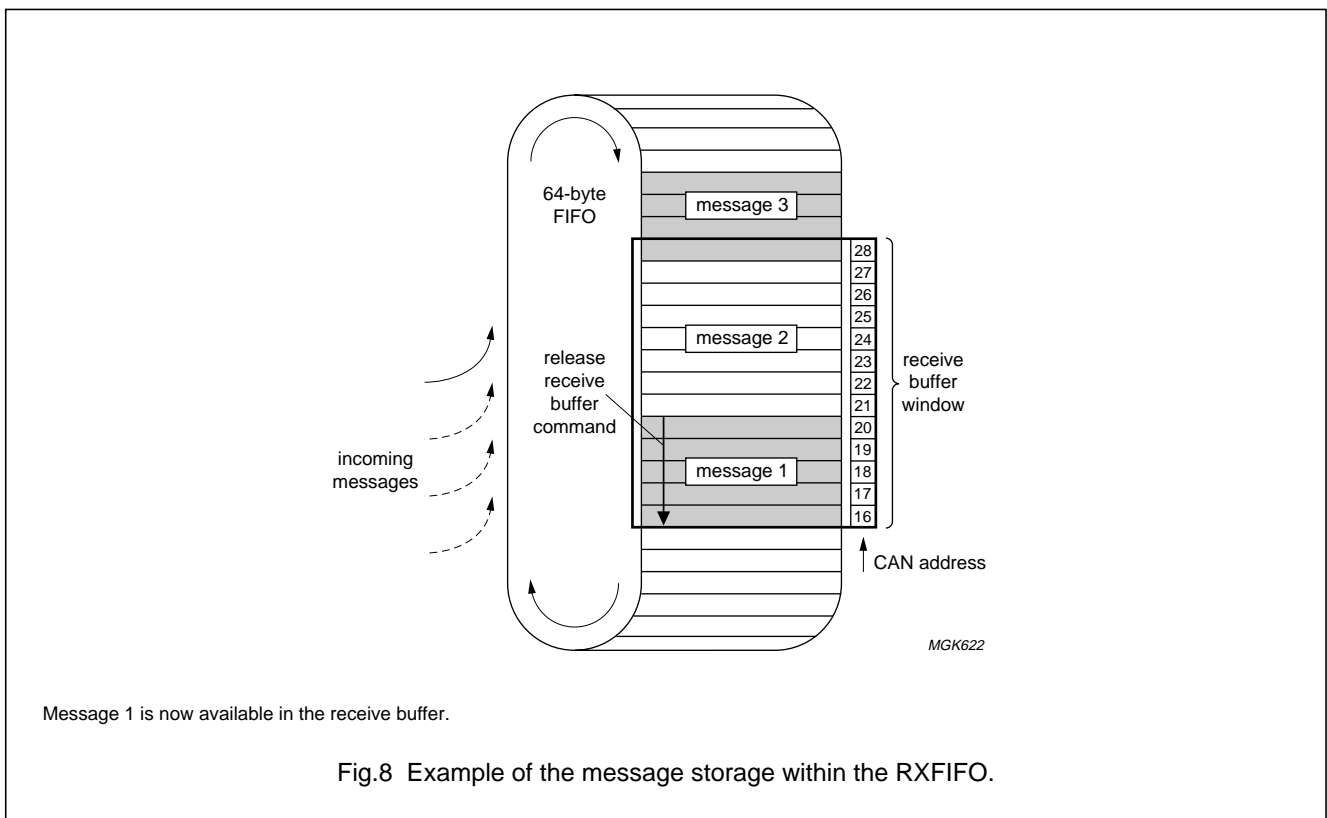 64-byte
FIFO
message 3
28
27
26
25
message 2
24
23
22
21
release
receive
buffer
command
receive
buffer
window
20
19
message 1
18
17
16
incoming
messages
CAN address
MGK622
Message 1 is now available in the receive buffer.
Fig.8 Example of the message storage within the RXFIFO.